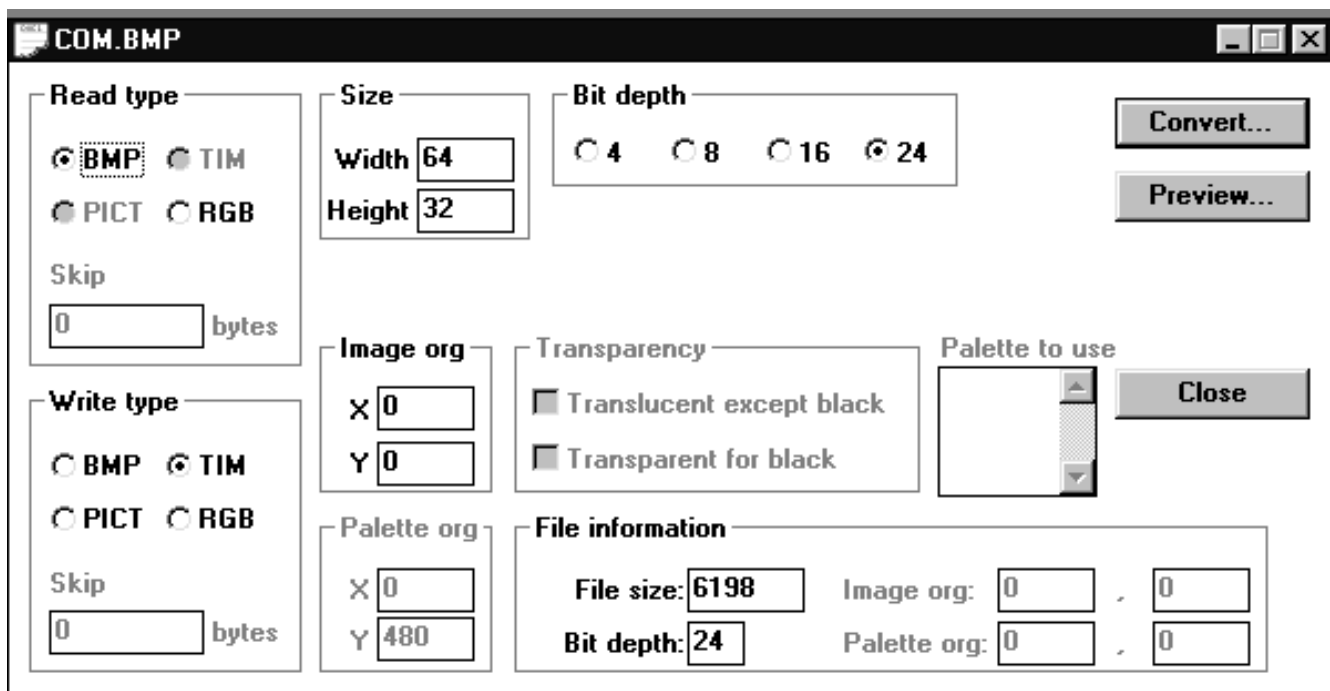 COM.BMP
Read type
BMP TIM
PICT RGB
Skip
0 bytes
Size
Width 64
Height 32
Bit depth
4 8 16 24
Convert...
Preview...
Image org
X 0
Y 0
Transparency
Translucent except black
Transparent for black
Palette to use
Close
Write type
BMP TIM
PICT RGB
Skip
0 bytes
Palette org
X 0
Y 480
File information
File size: 6198 Image org: 0 , 0
Bit depth: 24 Palette org: 0 , 0